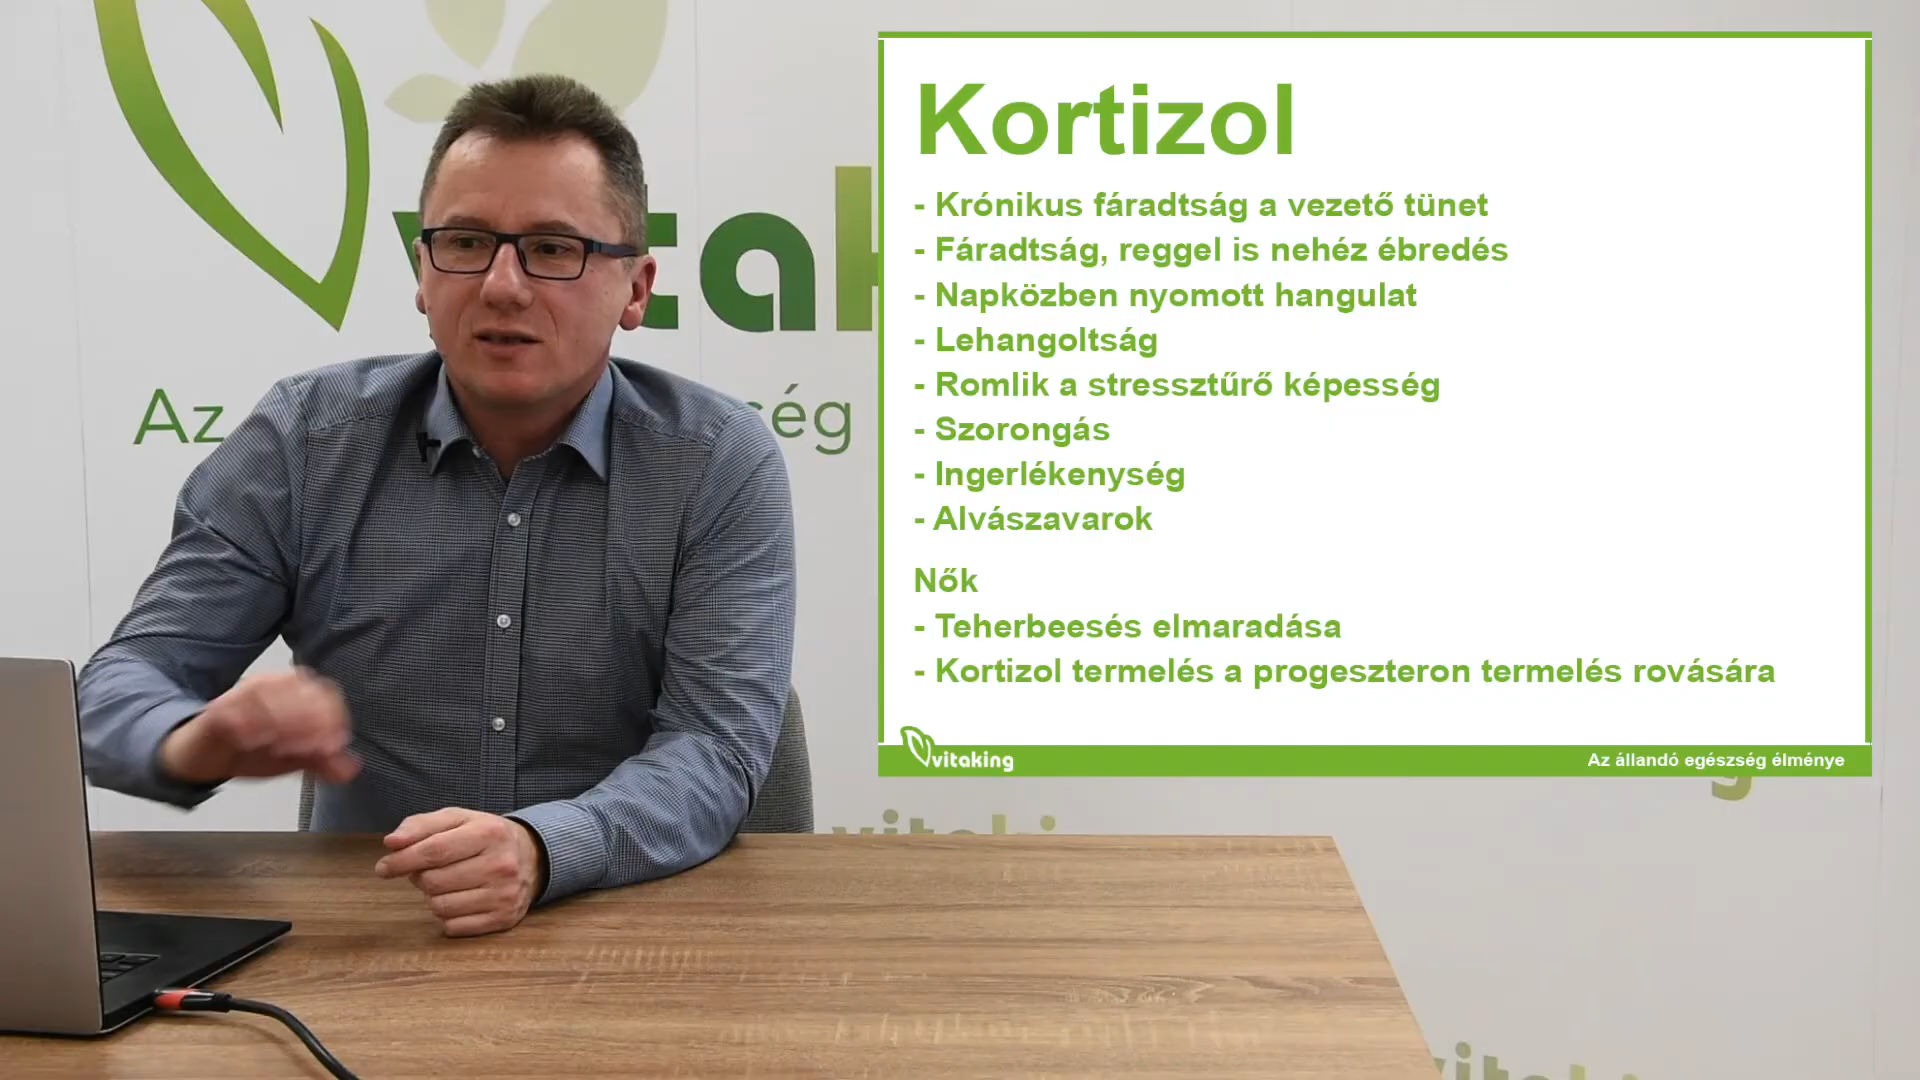 Kortizol
- Krónikus fáradtság a vezető tünet
- Fáradtság, reggel is nehéz ébredés
- Napközben nyomott hangulat
- Lehangoltság
- Romlik a stressztűrő képesség
- Szorongás
- Ingerlékenység
- Alvászavarok
Nők
- Teherbeesés elmaradása
- Kortizol termelés a progeszteron termelés rovására
vitaking
Az állandó egészség élménye
Az
ség